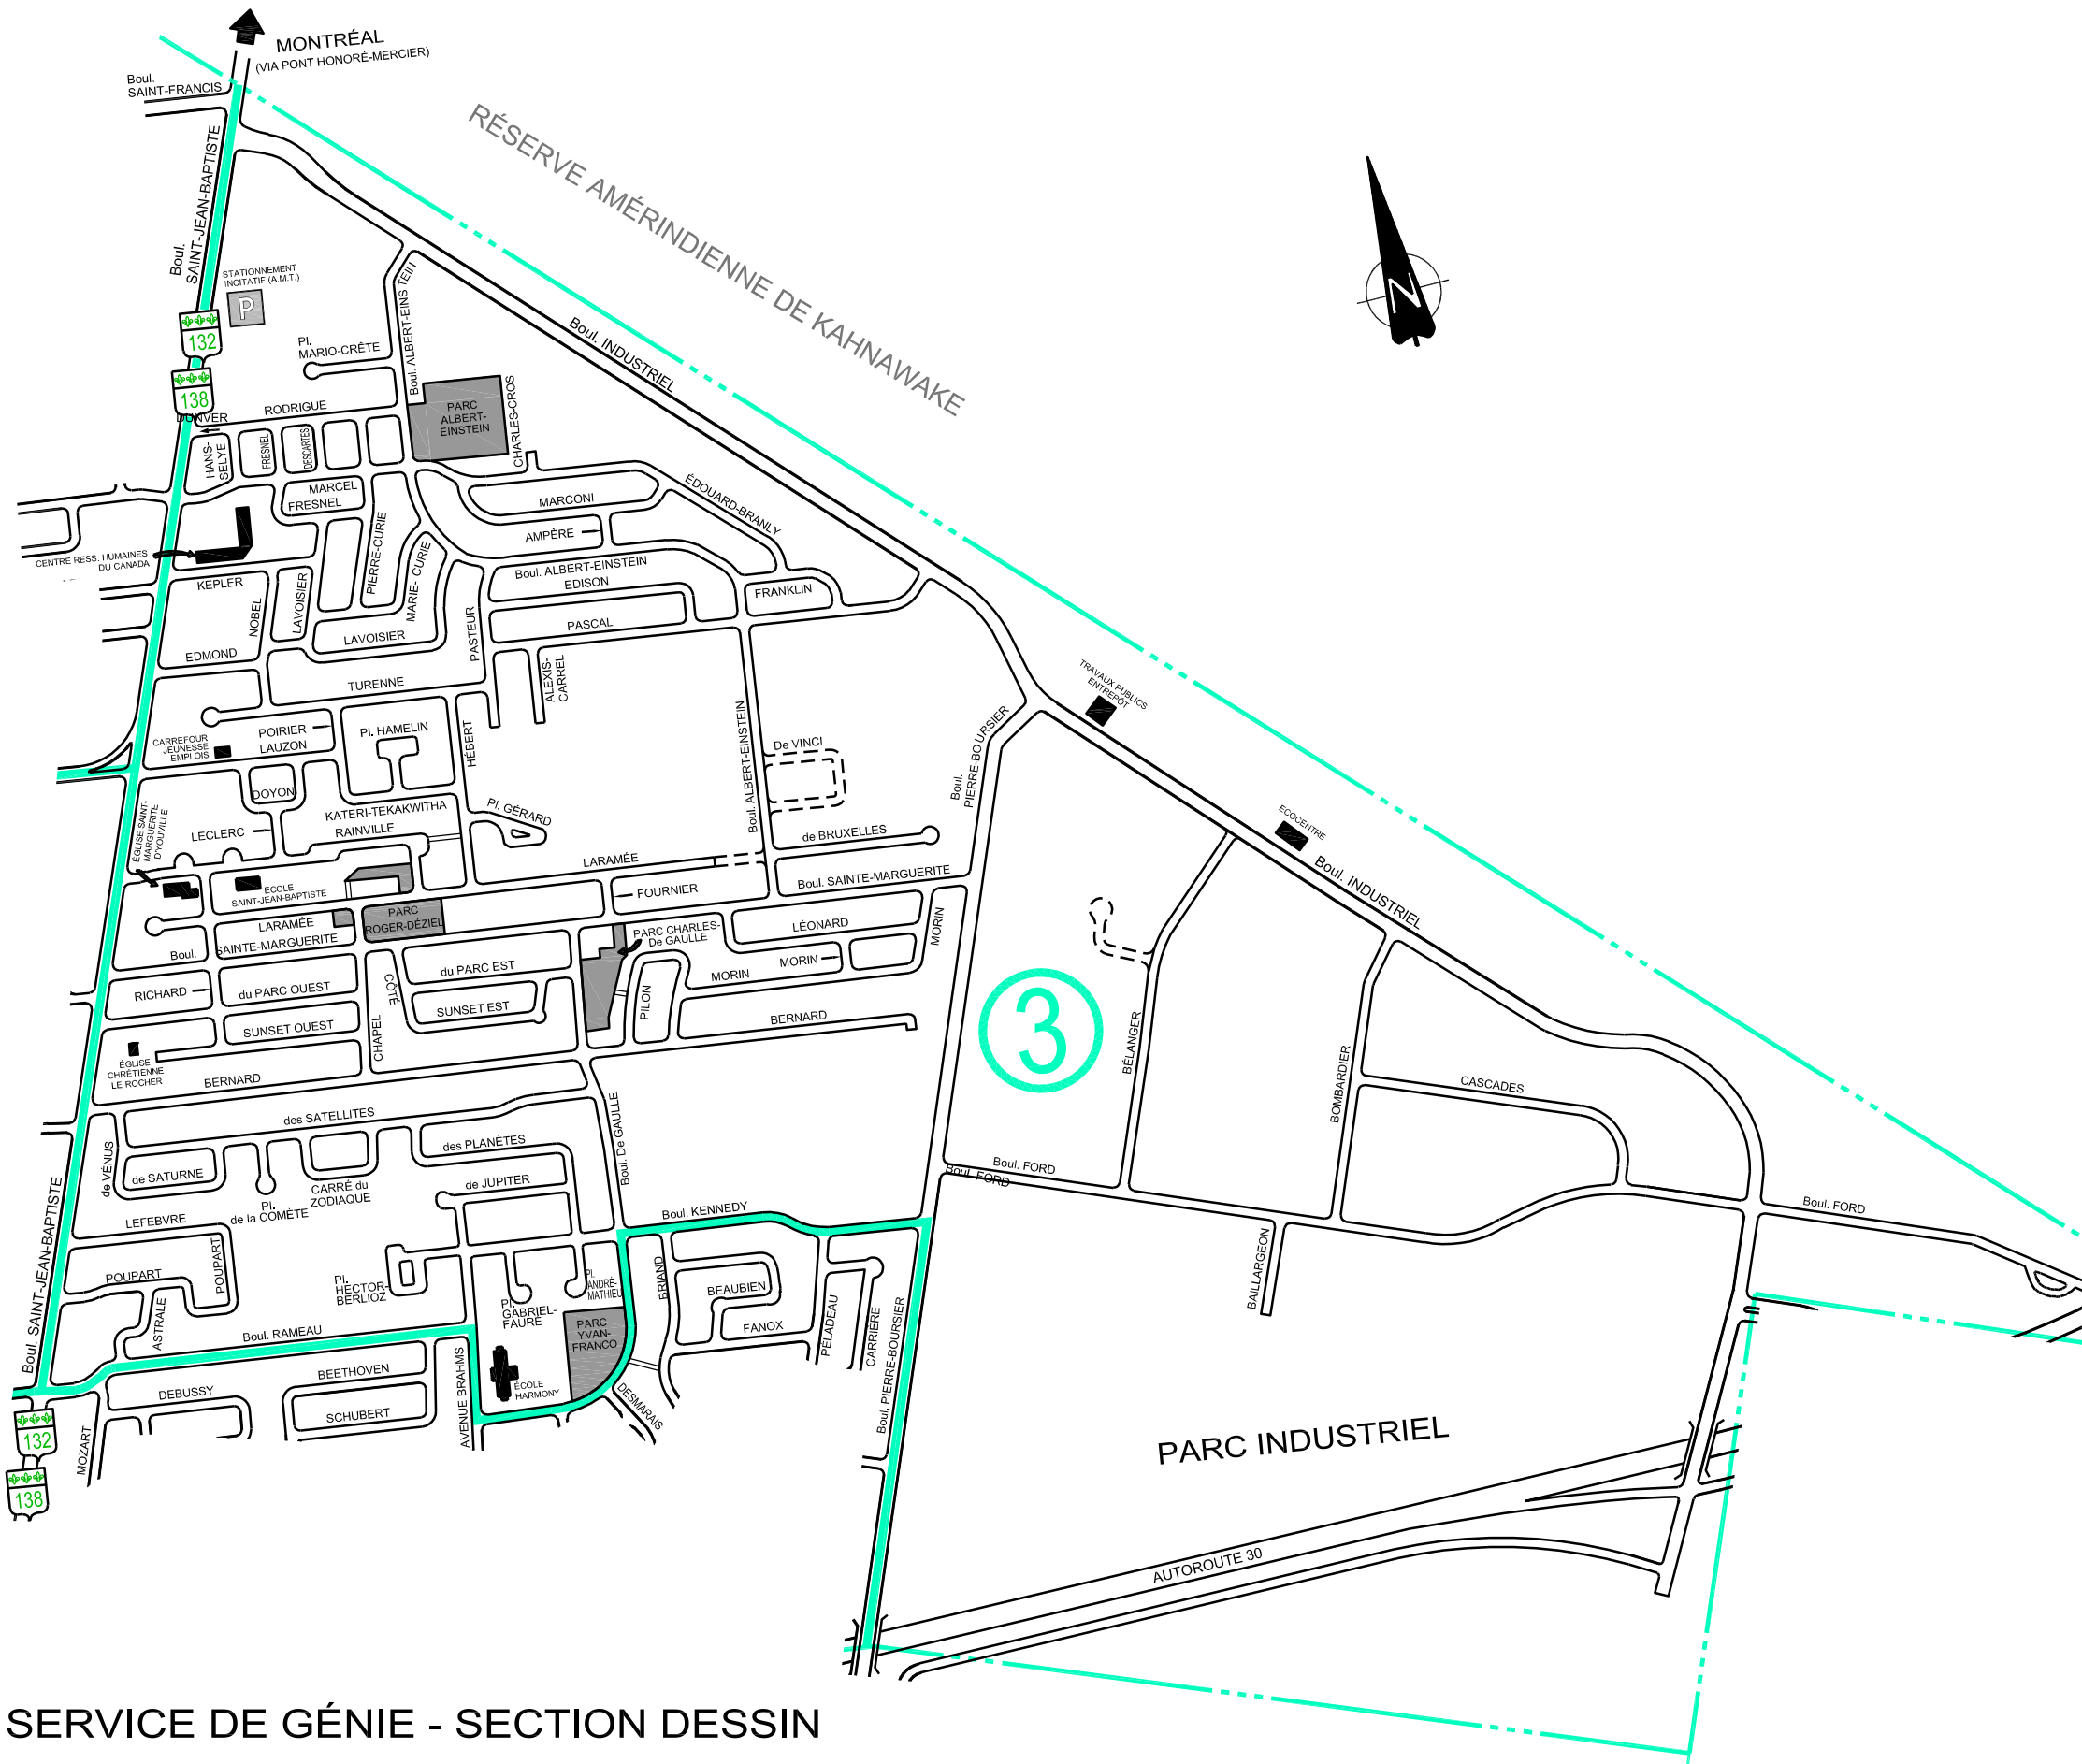 MONTRÉAL
(VIA PONT HONORÉ-MERCIER)
Boul.
SAINT-FRANCIS
RÉSERVE AMÉRINDIENNE DE KAHNAWAKE
N
Boul.
SAINT-JEAN-BAPTISTE
STATIONNEMENT
INCITATIF (A.M.T.)
P
132
138
Pl.
MARIO-CRÊTE
Boul. ALBERT-EINSTEIN
Boul. INDUSTRIEL
DUNVER
RODRIGUE
PARC
ALBERT-
EINSTEIN
CHARLES-CROS
HANS-
SELYE
FRESNEL
DESCARTES
MARCEL
FRESNEL
MARCONI
ÉDOUARD-BRANLY
AMPÈRE
PIERRE-CURIE
MARIE- CURIE
CENTRE RESS. HUMAINES
DU CANADA
KEPLER
NOBEL
LAVOISIER
LAVOISIER
Boul. ALBERT-EINSTEIN
EDISON
FRANKLIN
PASCAL
PASTEUR
EDMOND
ALEXIS-
CARREL
TURENNE
TRAVAUX PUBLICS
ENTREPÔT
POIRIER
LAUZON
CARREFOUR
JEUNESSE
EMPLOIS
Pl. HAMELIN
HÉBERT
Boul. ALBERT-EINSTEIN
De VINCI
Boul.
PIERRE-BOURSIER
DOYON
KATERI-TEKAKWITHA
RAINVILLE
Pl. GÉRARD
LECLERC
ÉGLISE SAINT-
MARGUERITE
D'YOUVILLE
de BRUXELLES
ECOCENTRE
Boul. INDUSTRIEL
LARAMÉE
Boul. SAINTE-MARGUERITE
FOURNIER
ÉCOLE
SAINT-JEAN-BAPTISTE
PARC
ROGER-DÉZIEL
LARAMÉE
Boul.
SAINTE-MARGUERITE
PARC CHARLES-
De GAULLE
LÉONARD
MORIN
MORIN
MORIN
RICHARD
du PARC OUEST
du PARC EST
CÔTÉ
SUNSET EST
SUNSET OUEST
CHAPEL
PILON
BERNARD
3
BÉLANGER
BOMBARDIER
CASCADES
ÉGLISE
CHRÉTIENNE
LE ROCHER
BERNARD
des SATELLITES
des PLANÈTES
Boul. De GAULLE
de VÉNUS
de SATURNE
Pl.
de la COMÈTE
CARRÉ du
ZODIAQUE
de JUPITER
Boul. FORD
Boul. FORD
Boul. FORD
Boul. KENNEDY
LEFEBVRE
POUPART
POUPART
ASTRALE
Pl.
HECTOR-
BERLIOZ
Pl.
GABRIEL-
FAURÉ
Pl.
ANDRÉ-
MATHIEU
BRIAND
BEAUBIEN
FANOX
PÉLADEAU
CARRIÈRE
BAILLARGEON
Boul. SAINT-JEAN-BAPTISTE
Boul. RAMEAU
PARC
YVAN-
FRANCO
BEETHOVEN
DEBUSSY
SCHUBERT
AVENUE BRAHMS
ÉCOLE
HARMONY
DESMARAIS
Boul. PIERRE-BOURSIER
MOZART
132
138
PARC INDUSTRIEL
AUTOROUTE 30
SERVICE DE GÉNIE - SECTION DESSIN